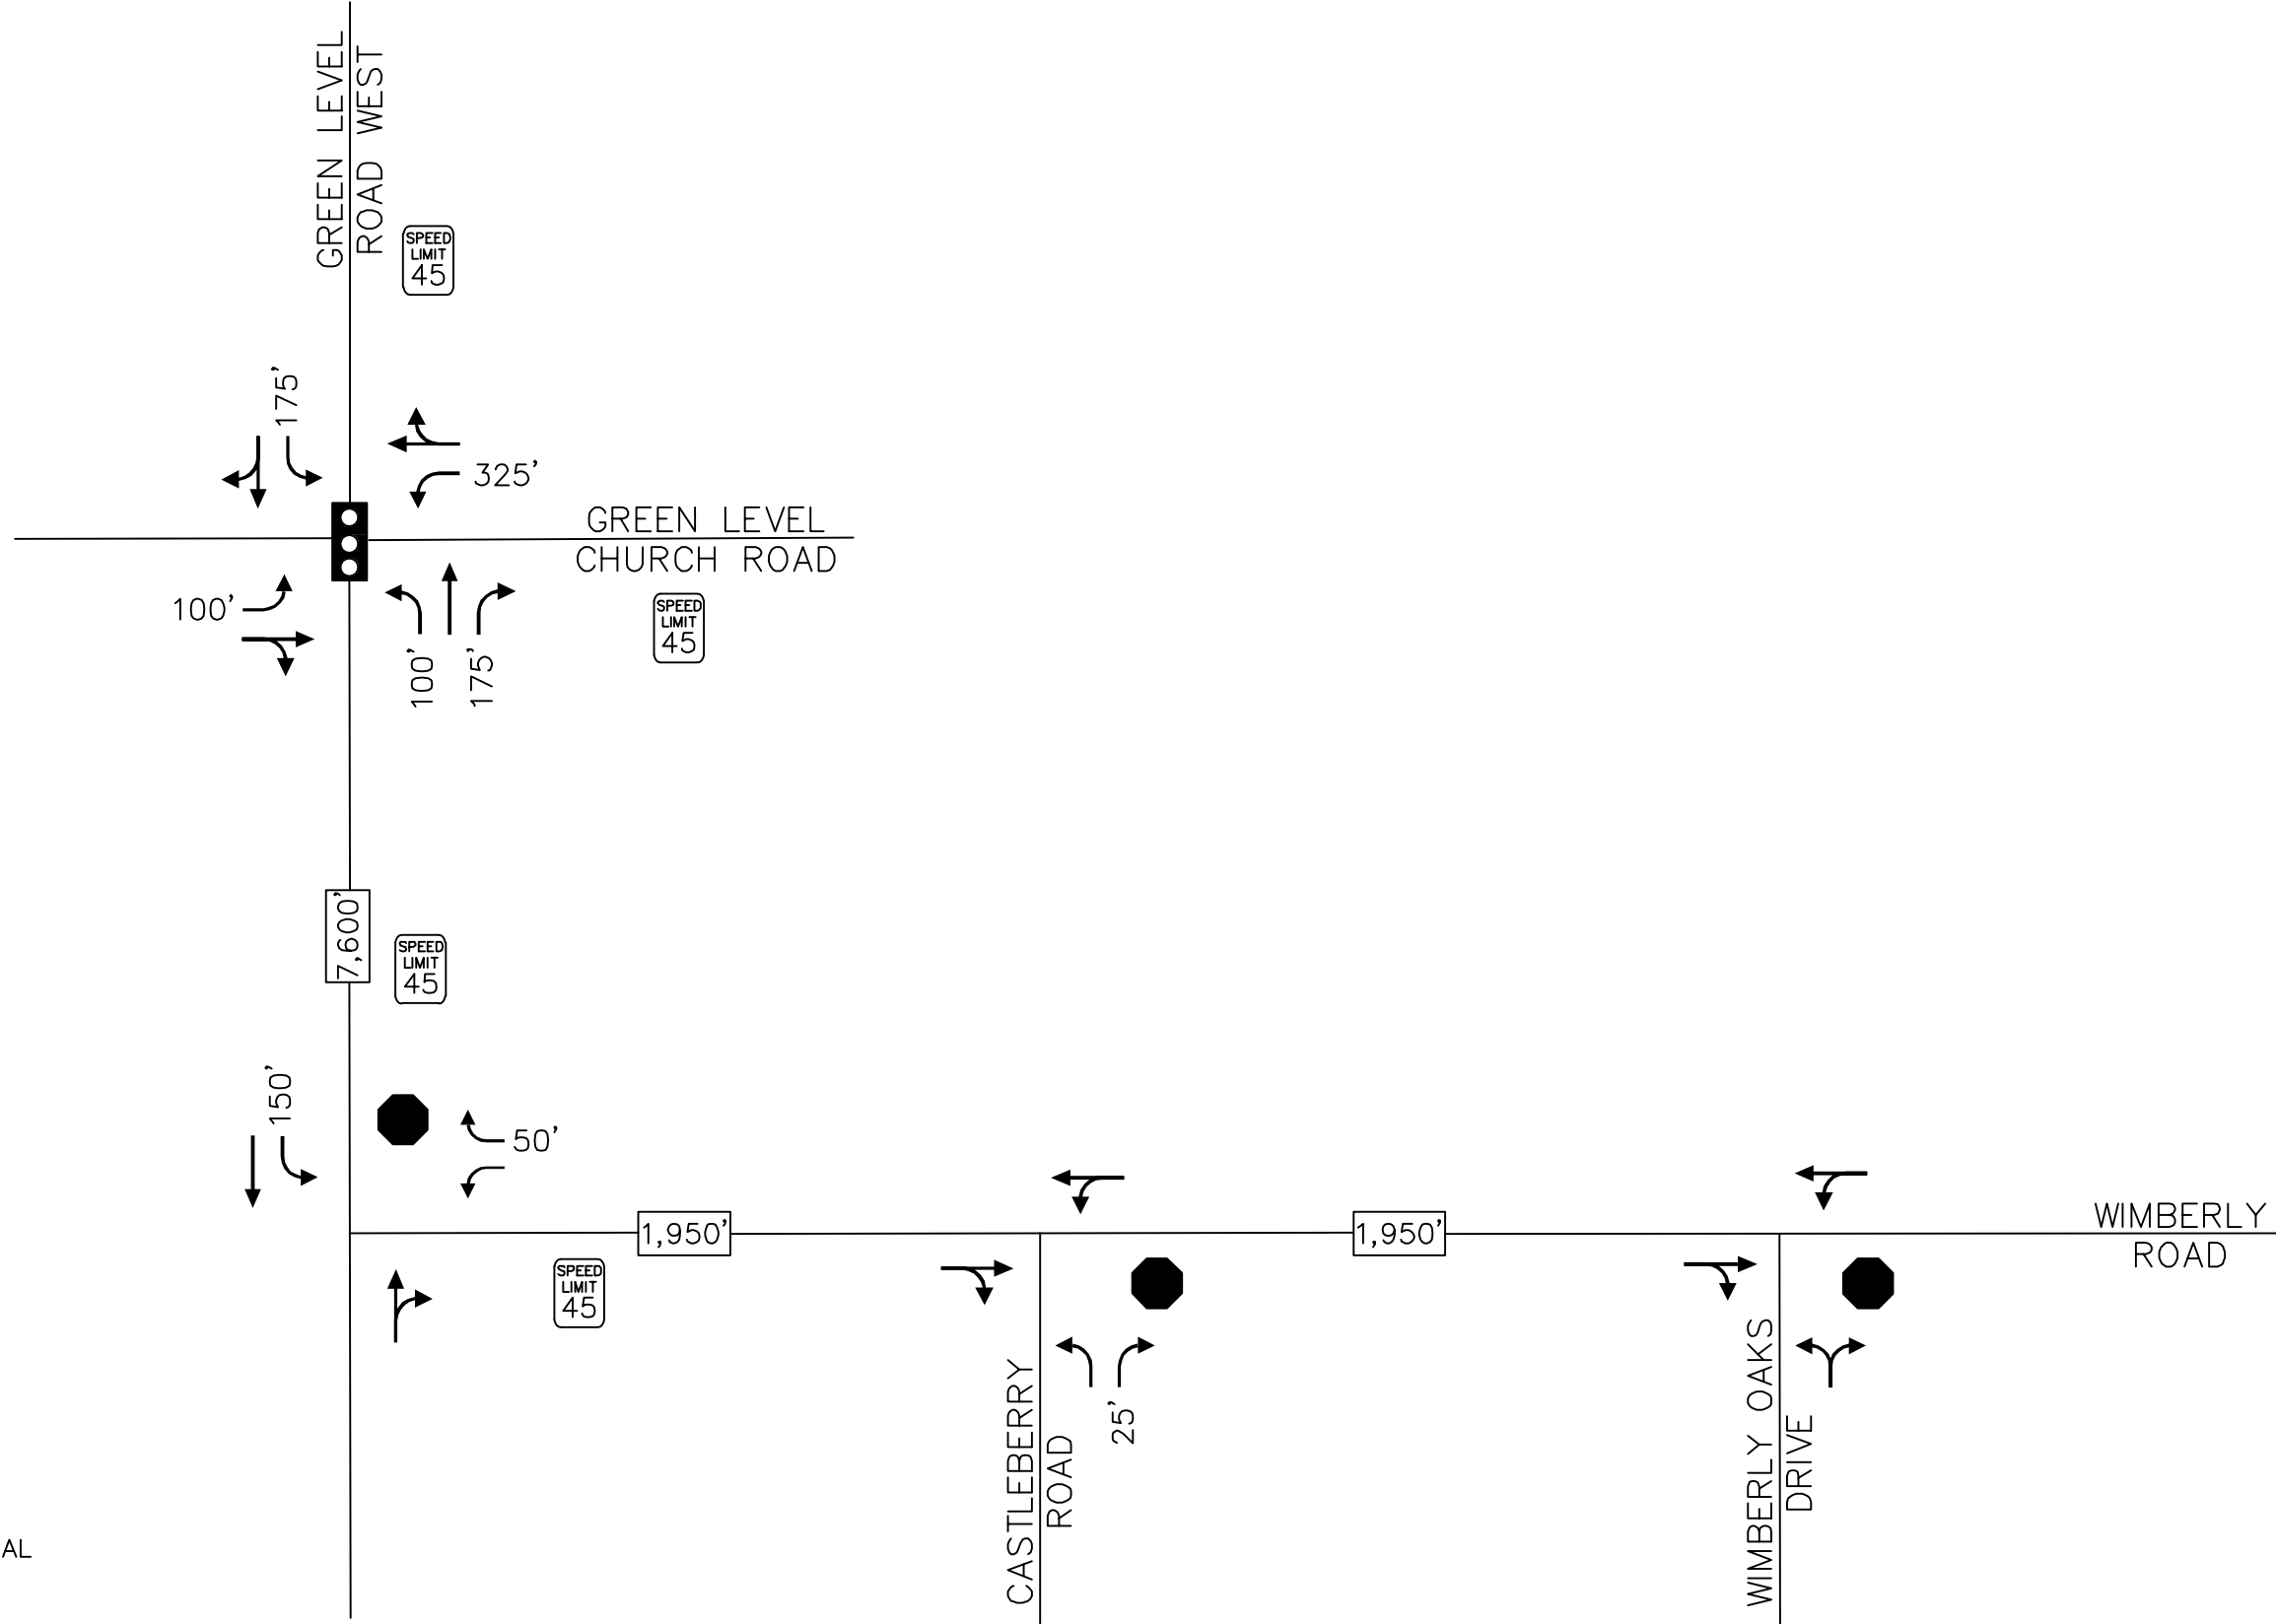 GREEN LEVEL
ROAD WEST
SPEED
LIMIT
45
175'
325'
GREEN LEVEL
CHURCH ROAD
100'
SPEED
LIMIT
45
100'
175'
7,600'
SPEED
LIMIT
45
150'
50'
1,950'
1,950'
WIMBERLY
ROAD
SPEED
LIMIT
45
CASTLEBERRY
ROAD
25'
WIMBERLY OAKS
DRIVE
AL